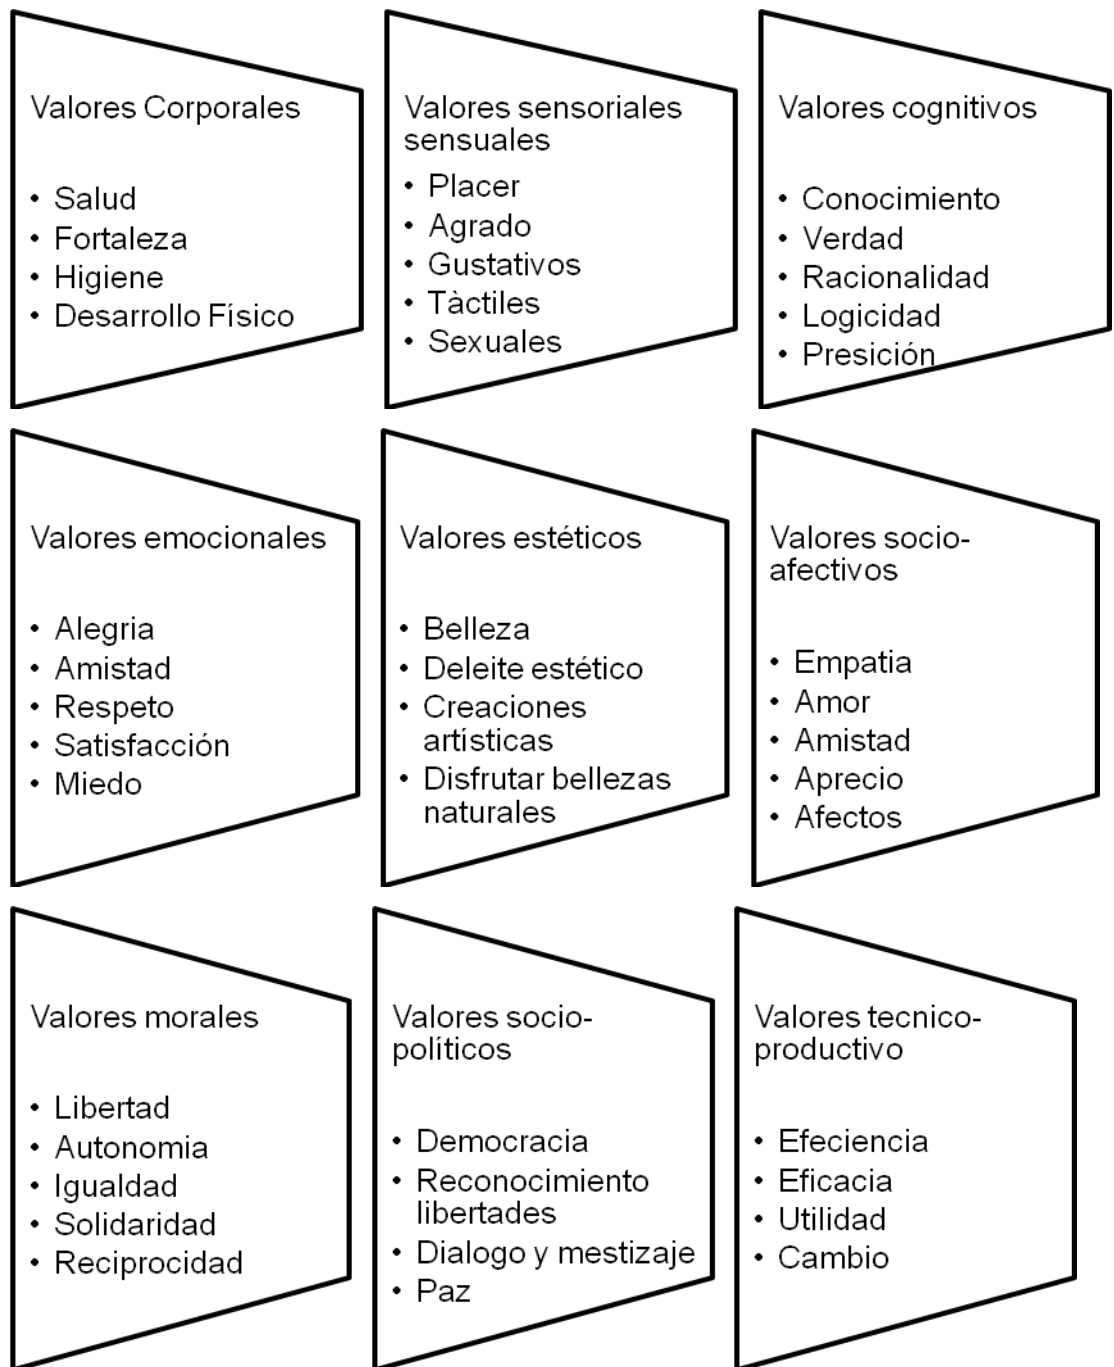 Valores Corporales
• Salud
• Fortaleza
• Higiene
• Desarrollo Físico
Valores sensoriales
sensuales
• Placer
• Agrado
• Gustativos
• Tàctiles
• Sexuales
Valores cognitivos
• Conocimiento
• Verdad
• Racionalidad
• Logicidad
• Presición
Valores emocionales
• Alegria
• Amistad
• Respeto
• Satisfacción
• Miedo
Valores estéticos
• Belleza
• Deleite estético
• Creaciones
artísticas
• Disfrutar bellezas
naturales
Valores socio-
afectivos
• Empatia
• Amor
• Amistad
• Aprecio
• Afectos
Valores morales
• Libertad
• Autonomia
• Igualdad
• Solidaridad
• Reciprocidad
Valores socio-
políticos
• Democracia
• Reconocimiento
libertades
• Dialogo y mestizaje
• Paz
Valores tecnico-
productivo
• Efeciencia
• Eficacia
• Utilidad
• Cambio